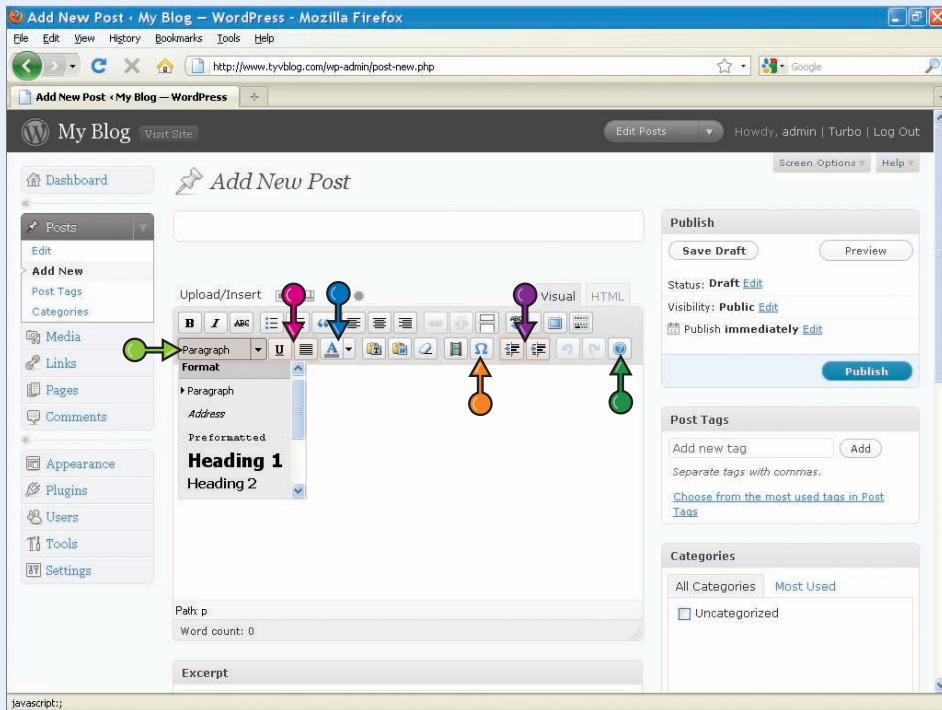 Add New Post ‹ My Blog — WordPress - Mozilla Firefox
File Edit View History Bookmarks Tools Help
http://www.tyvblog.com/wp-admin/post-new.php
Google
Add New Post ‹ My Blog — WordPress
My Blog Visit Site
Edit Posts
Howdy, admin | Turbo | Log Out
Screen Options
Help
Dashboard
Posts
Edit
Add New
Post Tags
Categories
Media
Links
Pages
Comments
Appearance
Plugins
Users
Tools
Settings
Add New Post
Upload/Insert
Visual HTML
B I ABC
Paragraph U A Ω
Format
Paragraph
Address
Preformatted
Heading 1
Heading 2
Path: p
Word count: 0
Excerpt
Publish
Save Draft Preview
Status: Draft Edit
Visibility: Public Edit
Publish immediately Edit
Publish
Post Tags
Add new tag Add
Separate tags with commas.
Choose from the most used tags in Post
Tags
Categories
All Categories Most Used
Uncategorized
javascript:;